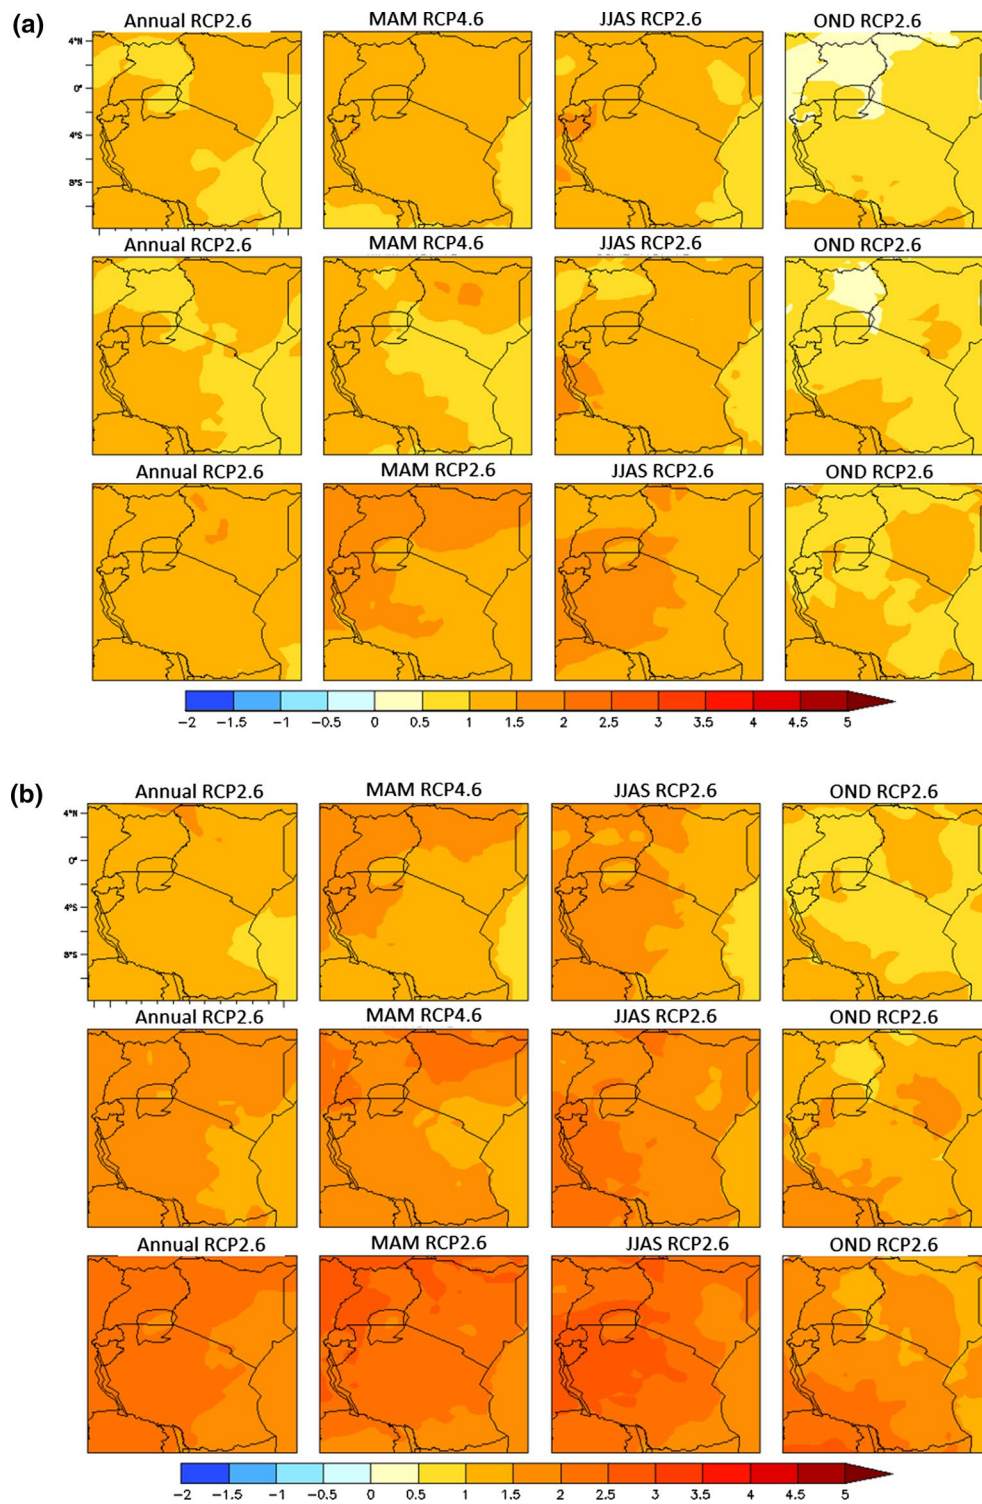 (a)
Annual RCP2.6 MAM RCP4.6 JJAS RCP2.6 OND RCP2.6
4°N
0°
4°S
8°S
Annual RCP2.6 MAM RCP4.6 JJAS RCP2.6 OND RCP2.6
Annual RCP2.6 MAM RCP2.6 JJAS RCP2.6 OND RCP2.6
−2 −1.5 −1 −0.5 0 0.5 1 1.5 2 2.5 3 3.5 4 4.5 5
(b)
Annual RCP2.6 MAM RCP4.6 JJAS RCP2.6 OND RCP2.6
4°N
0°
4°S
8°S
Annual RCP2.6 MAM RCP4.6 JJAS RCP2.6 OND RCP2.6
Annual RCP2.6 MAM RCP2.6 JJAS RCP2.6 OND RCP2.6
−2 −1.5 −1 −0.5 0 0.5 1 1.5 2 2.5 3 3.5 4 4.5 5